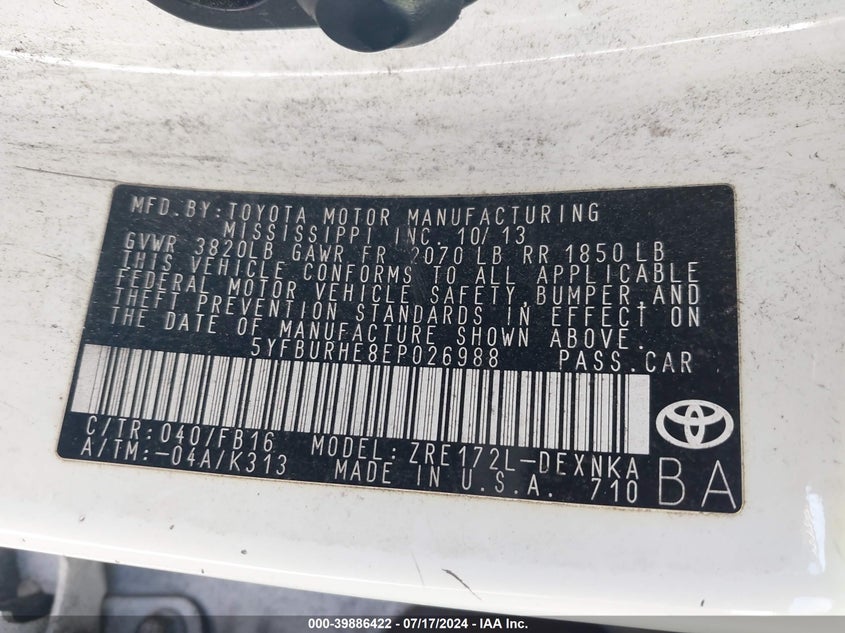 MFD.BY:TOYOTA MOTOR MANUFACTURING
MISSISSIPPI INC. 10/13
GVWR 3820LB GAWR FR 2070 LB RR 1850 LB
THIS VEHICLE CONFORMS TO ALL APPLICABLE
FEDERAL MOTOR VEHICLE SAFETY,BUMPER,AND
THEFT PREVENTION STANDARDS IN EFFECT ON
THE DATE OF MANUFACTURE SHOWN ABOVE.
5YFBURHE8EP026988 PASS.CAR
C/TR:040/FB16 MODEL:ZRE172L-DEXNKA
A/TM:-04A/K313 MADE IN U.S.A. 710 BA
000-39886422 / 07/17/2024 - IAA Inc.